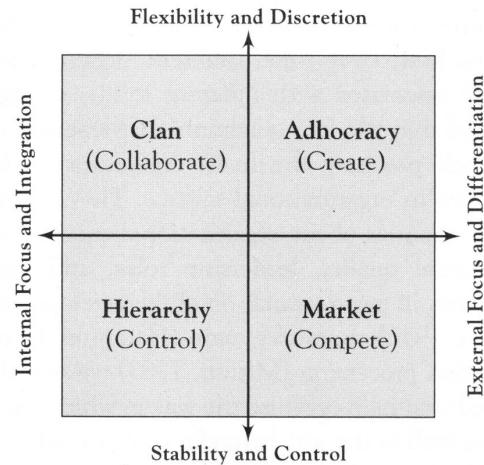 Flexibility and Discretion
Internal Focus and Integration
External Focus and Differentiation
Clan
(Collaborate)
Adhocracy
(Create)
Hierarchy
(Control)
Market
(Compete)
Stability and Control